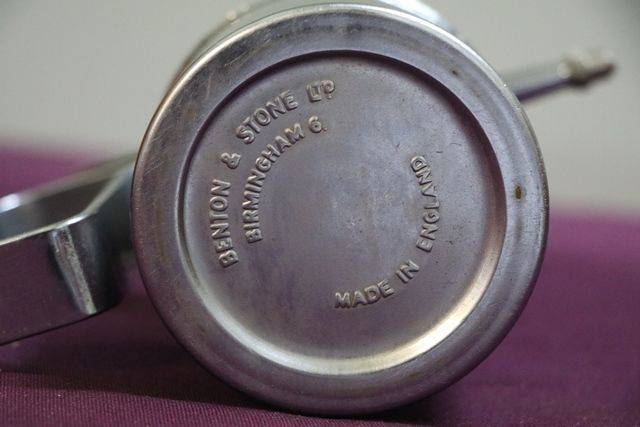 BENTON & STONE LTD
BIRMINGHAM 6.
MADE IN ENGLAND